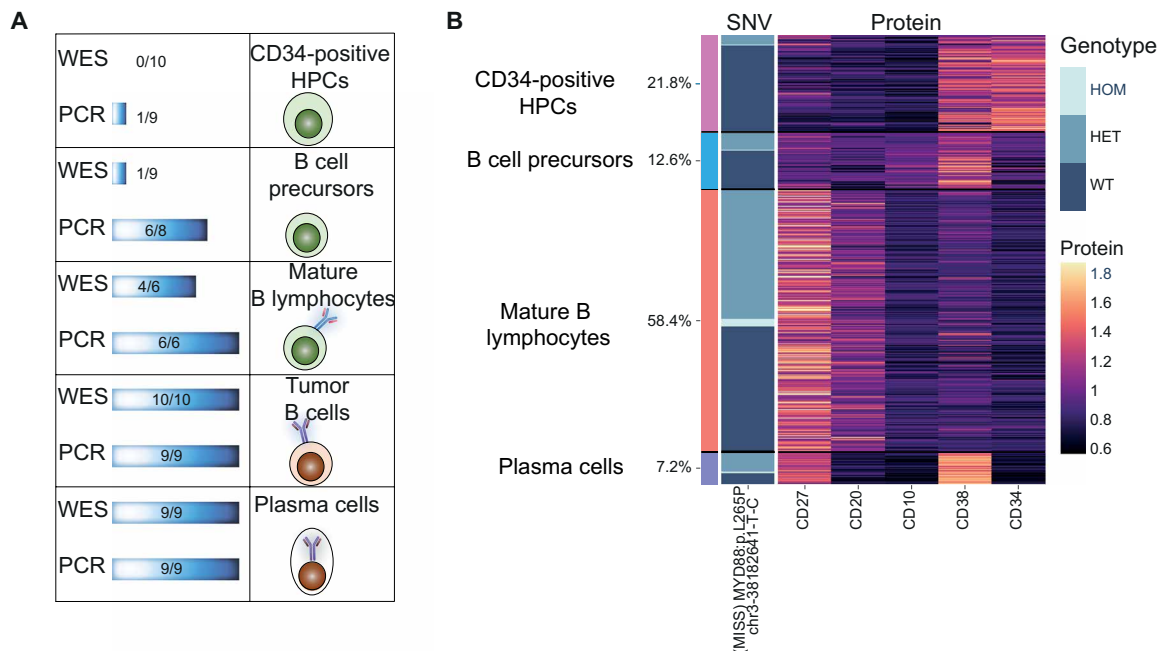 A
WES
0/10
CD34-positive
HPCs
PCR
1/9
WES
1/9
B cell
precursors
PCR
6/8
WES
4/6
Mature
B lymphocytes
PCR
6/6
WES
10/10
Tumor
B cells
PCR
9/9
WES
9/9
Plasma cells
PCR
9/9
B
SNV
Protein
CD34-positive
HPCs
21.8%
B cell precursors
12.6%
Mature B
lymphocytes
58.4%
Plasma cells
7.2%
(MISS) MYD88:p.L265P
chr3-38182641-T-C
CD27
CD20
CD10
CD38
CD34
Genotype
HOM
HET
WT
Protein
1.8
1.6
1.4
1.2
1
0.8
0.6